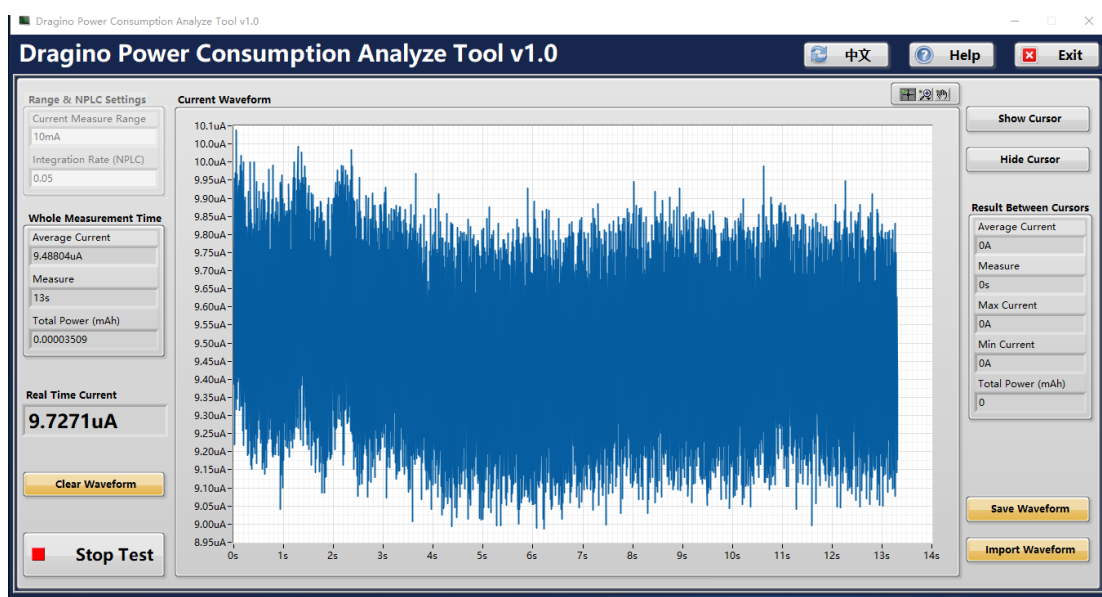 Dragino Power Consumption Analyze Tool v1.0
Dragino Power Consumption Analyze Tool v1.0
中文
Help
Exit
Range & NPLC Settings
Current Measure Range
10mA
Integration Rate (NPLC)
0.05
Whole Measurement Time
Average Current
9.48804uA
Measure
13s
Total Power (mAh)
0.00003509
Real Time Current
9.7271uA
Clear Waveform
Stop Test
Current Waveform
10.1uA
10.0uA
10.0uA
9.95uA
9.90uA
9.85uA
9.80uA
9.75uA
9.70uA
9.65uA
9.60uA
9.55uA
9.50uA
9.45uA
9.40uA
9.35uA
9.30uA
9.25uA
9.20uA
9.15uA
9.10uA
9.05uA
9.00uA
8.95uA
0s 1s 2s 3s 4s 5s 6s 7s 8s 9s 10s 11s 12s 13s 14s
Show Cursor
Hide Cursor
Result Between Cursors
Average Current
0A
Measure
0s
Max Current
0A
Min Current
0A
Total Power (mAh)
0
Save Waveform
Import Waveform